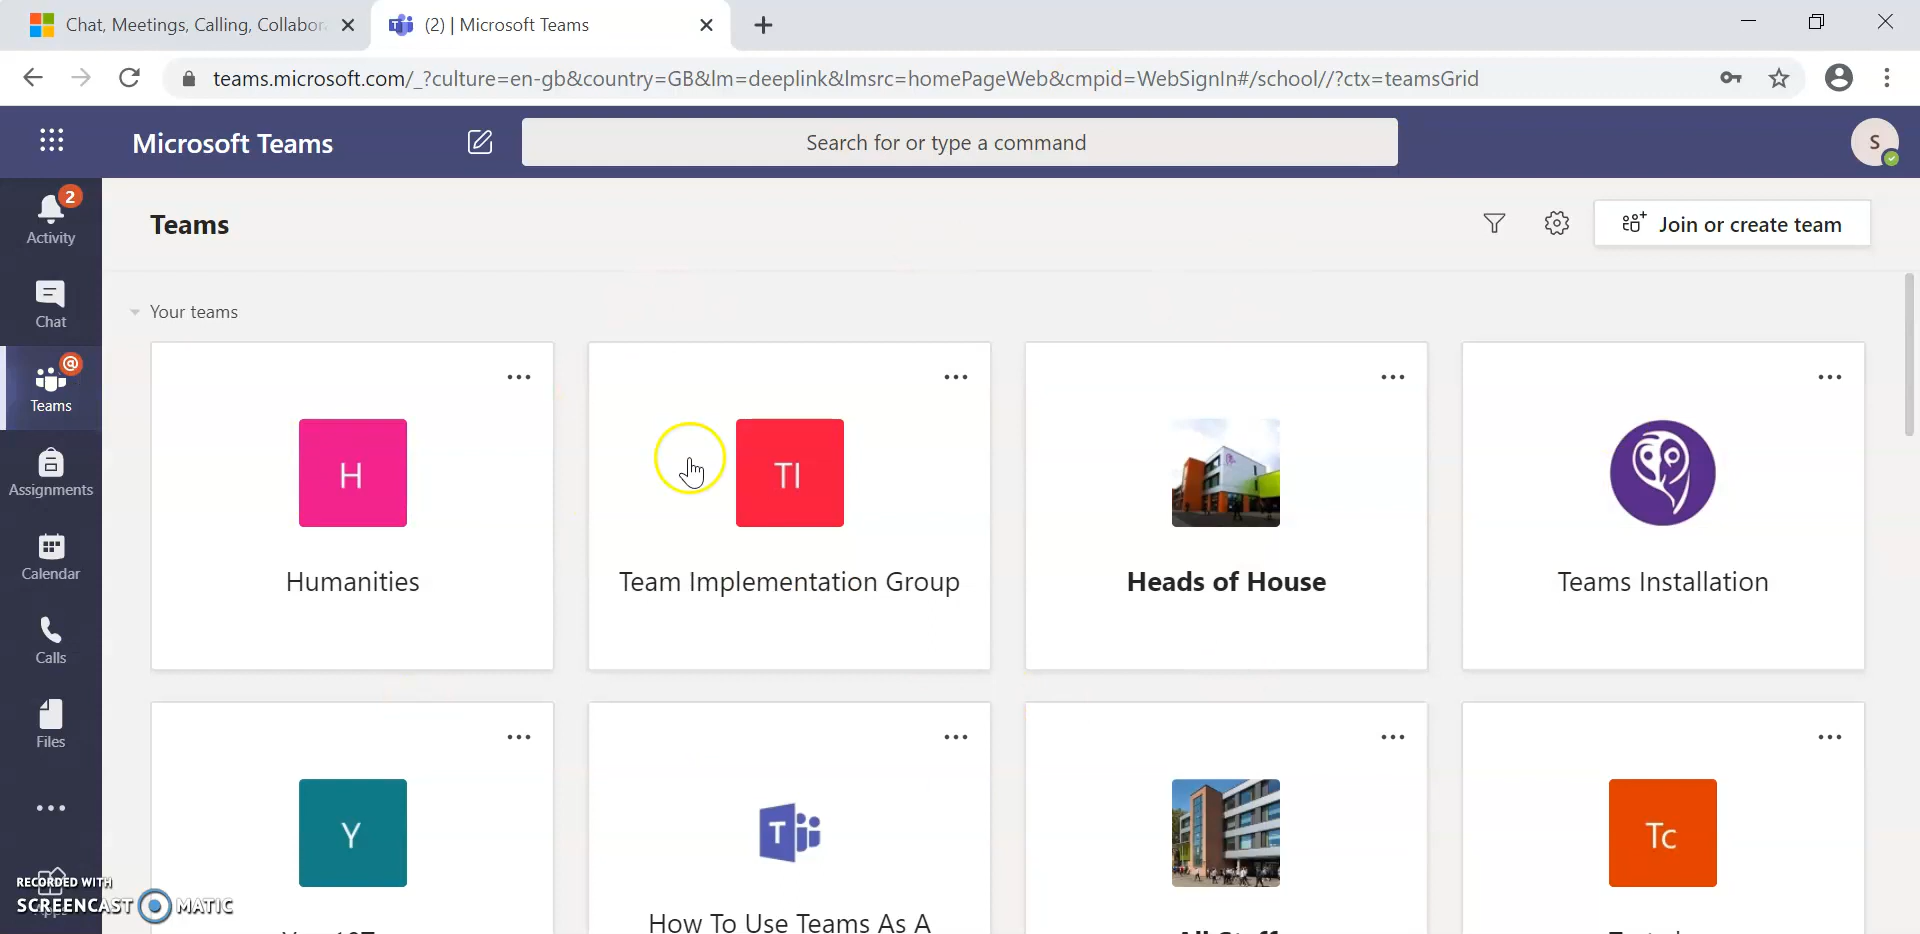 Chat, Meetings, Calling, Collabor
(2) | Microsoft Teams
teams.microsoft.com/_?culture=en-gb&country=GB&lm=deeplink&lmsrc=homePageWeb&cmpid=WebSignIn#/school//?ctx=teamsGrid
Microsoft Teams
Search for or type a command
S
Activity
2
Chat
Teams
@
Assignments
Calendar
Calls
Files
Teams
Join or create team
Your teams
H
Humanities
TI
Team Implementation Group
Heads of House
Teams Installation
Y
T
How To Use Teams As A
All Staff
Tc
RECORDED WITH
SCREENCAST MATIC